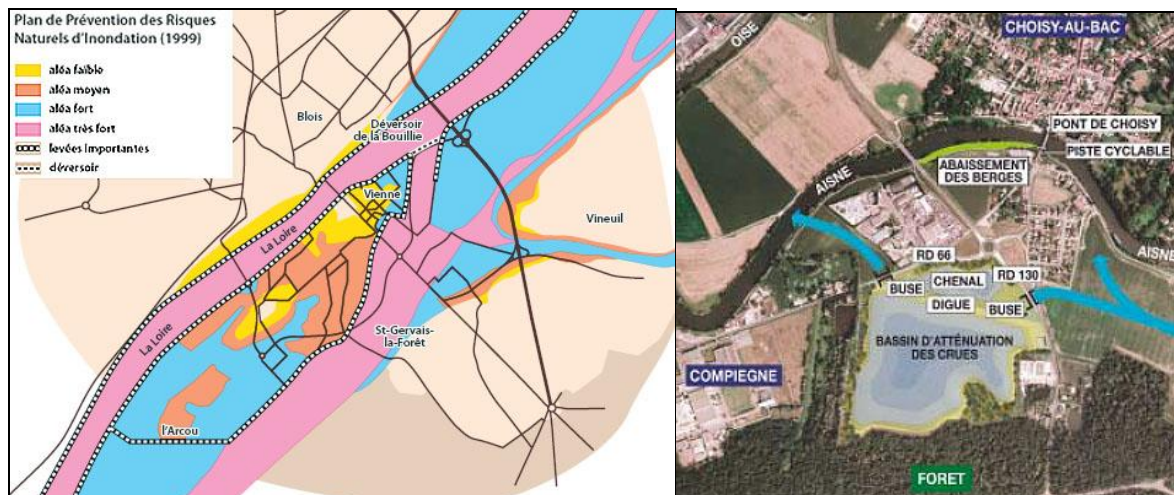 Plan de Prévention des Risques
Naturels d'Inondation (1999)
aléa faible
aléa moyen
aléa fort
aléa très fort
levées importantes
déversoir
Blois
Déversoir
de la Bouillie
Vienne
La Loire
Vineuil
La Loire
St-Gervais-
la-Forêt
l'Arcou
OISE
CHOISY-AU-BAC
PONT DE CHOISY
PISTE CYCLABLE
ABAISSEMENT
DES BERGES
AISNE
AISNE
RD 66
RD 130
BUSE
CHENAL
DIGUE
BUSE
BASSIN D'ATTÉNUATION
DES CRUES
COMPIEGNE
FORET